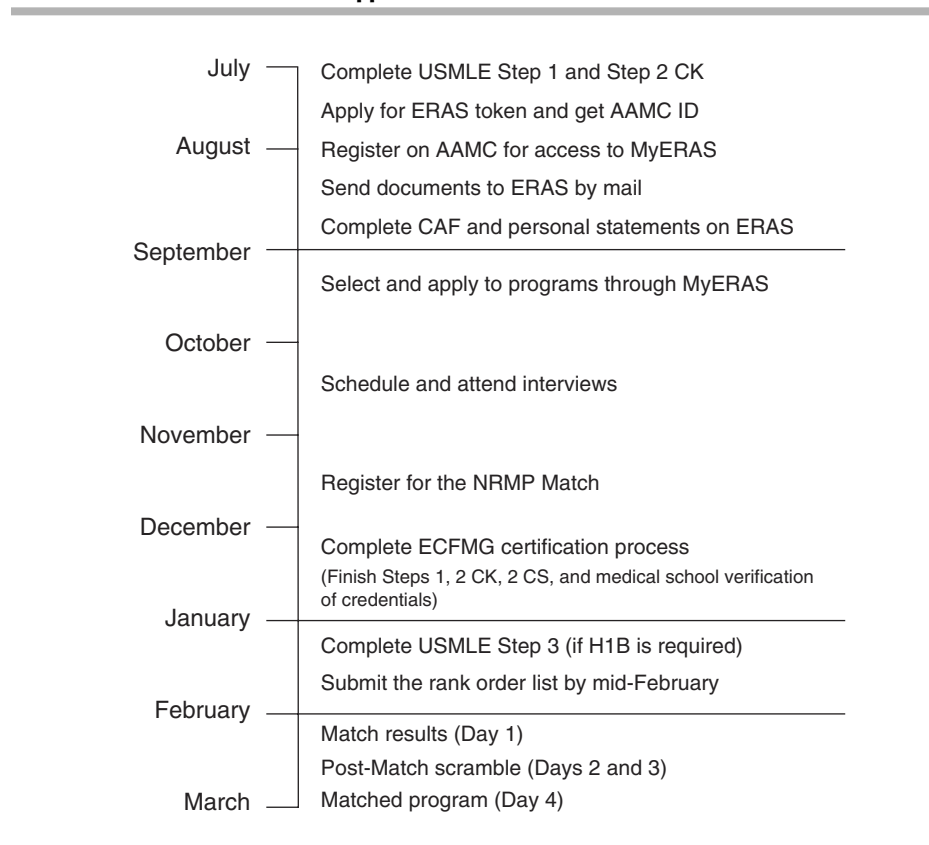 July
Complete USMLE Step 1 and Step 2 CK
Apply for ERAS token and get AAMC ID
August
Register on AAMC for access to MyERAS
Send documents to ERAS by mail
Complete CAF and personal statements on ERAS
September
Select and apply to programs through MyERAS
October
Schedule and attend interviews
November
Register for the NRMP Match
December
Complete ECFMG certification process
(Finish Steps 1, 2 CK, 2 CS, and medical school verification
of credentials)
January
Complete USMLE Step 3 (if H1B is required)
Submit the rank order list by mid-February
February
Match results (Day 1)
Post-Match scramble (Days 2 and 3)
March
Matched program (Day 4)